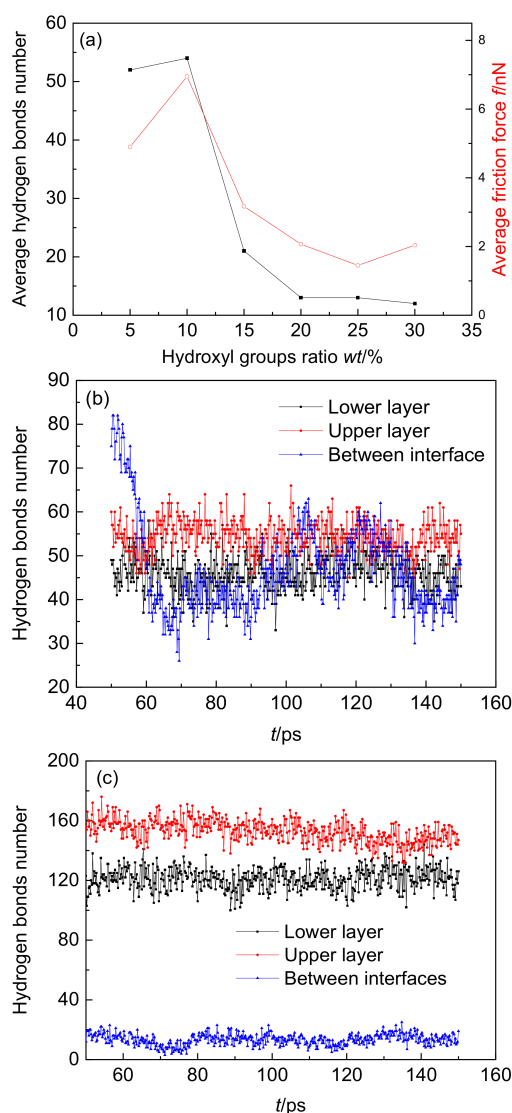 (a)
60
50
40
30
20
10
8
6
4
2
0
0 5 10 15 20 25 30 35
Average hydrogen bonds number
Average friction force f/nN
Hydroxyl groups ratio wt/%
(b)
90
80
70
60
50
40
30
20
40 60 80 100 120 140 160
Lower layer
Upper layer
Between interface
Hydrogen bonds number
t/ps
(c)
200
160
120
80
40
0
60 80 100 120 140 160
Lower layer
Upper layer
Between interfaces
Hydrogen bonds number
t/ps